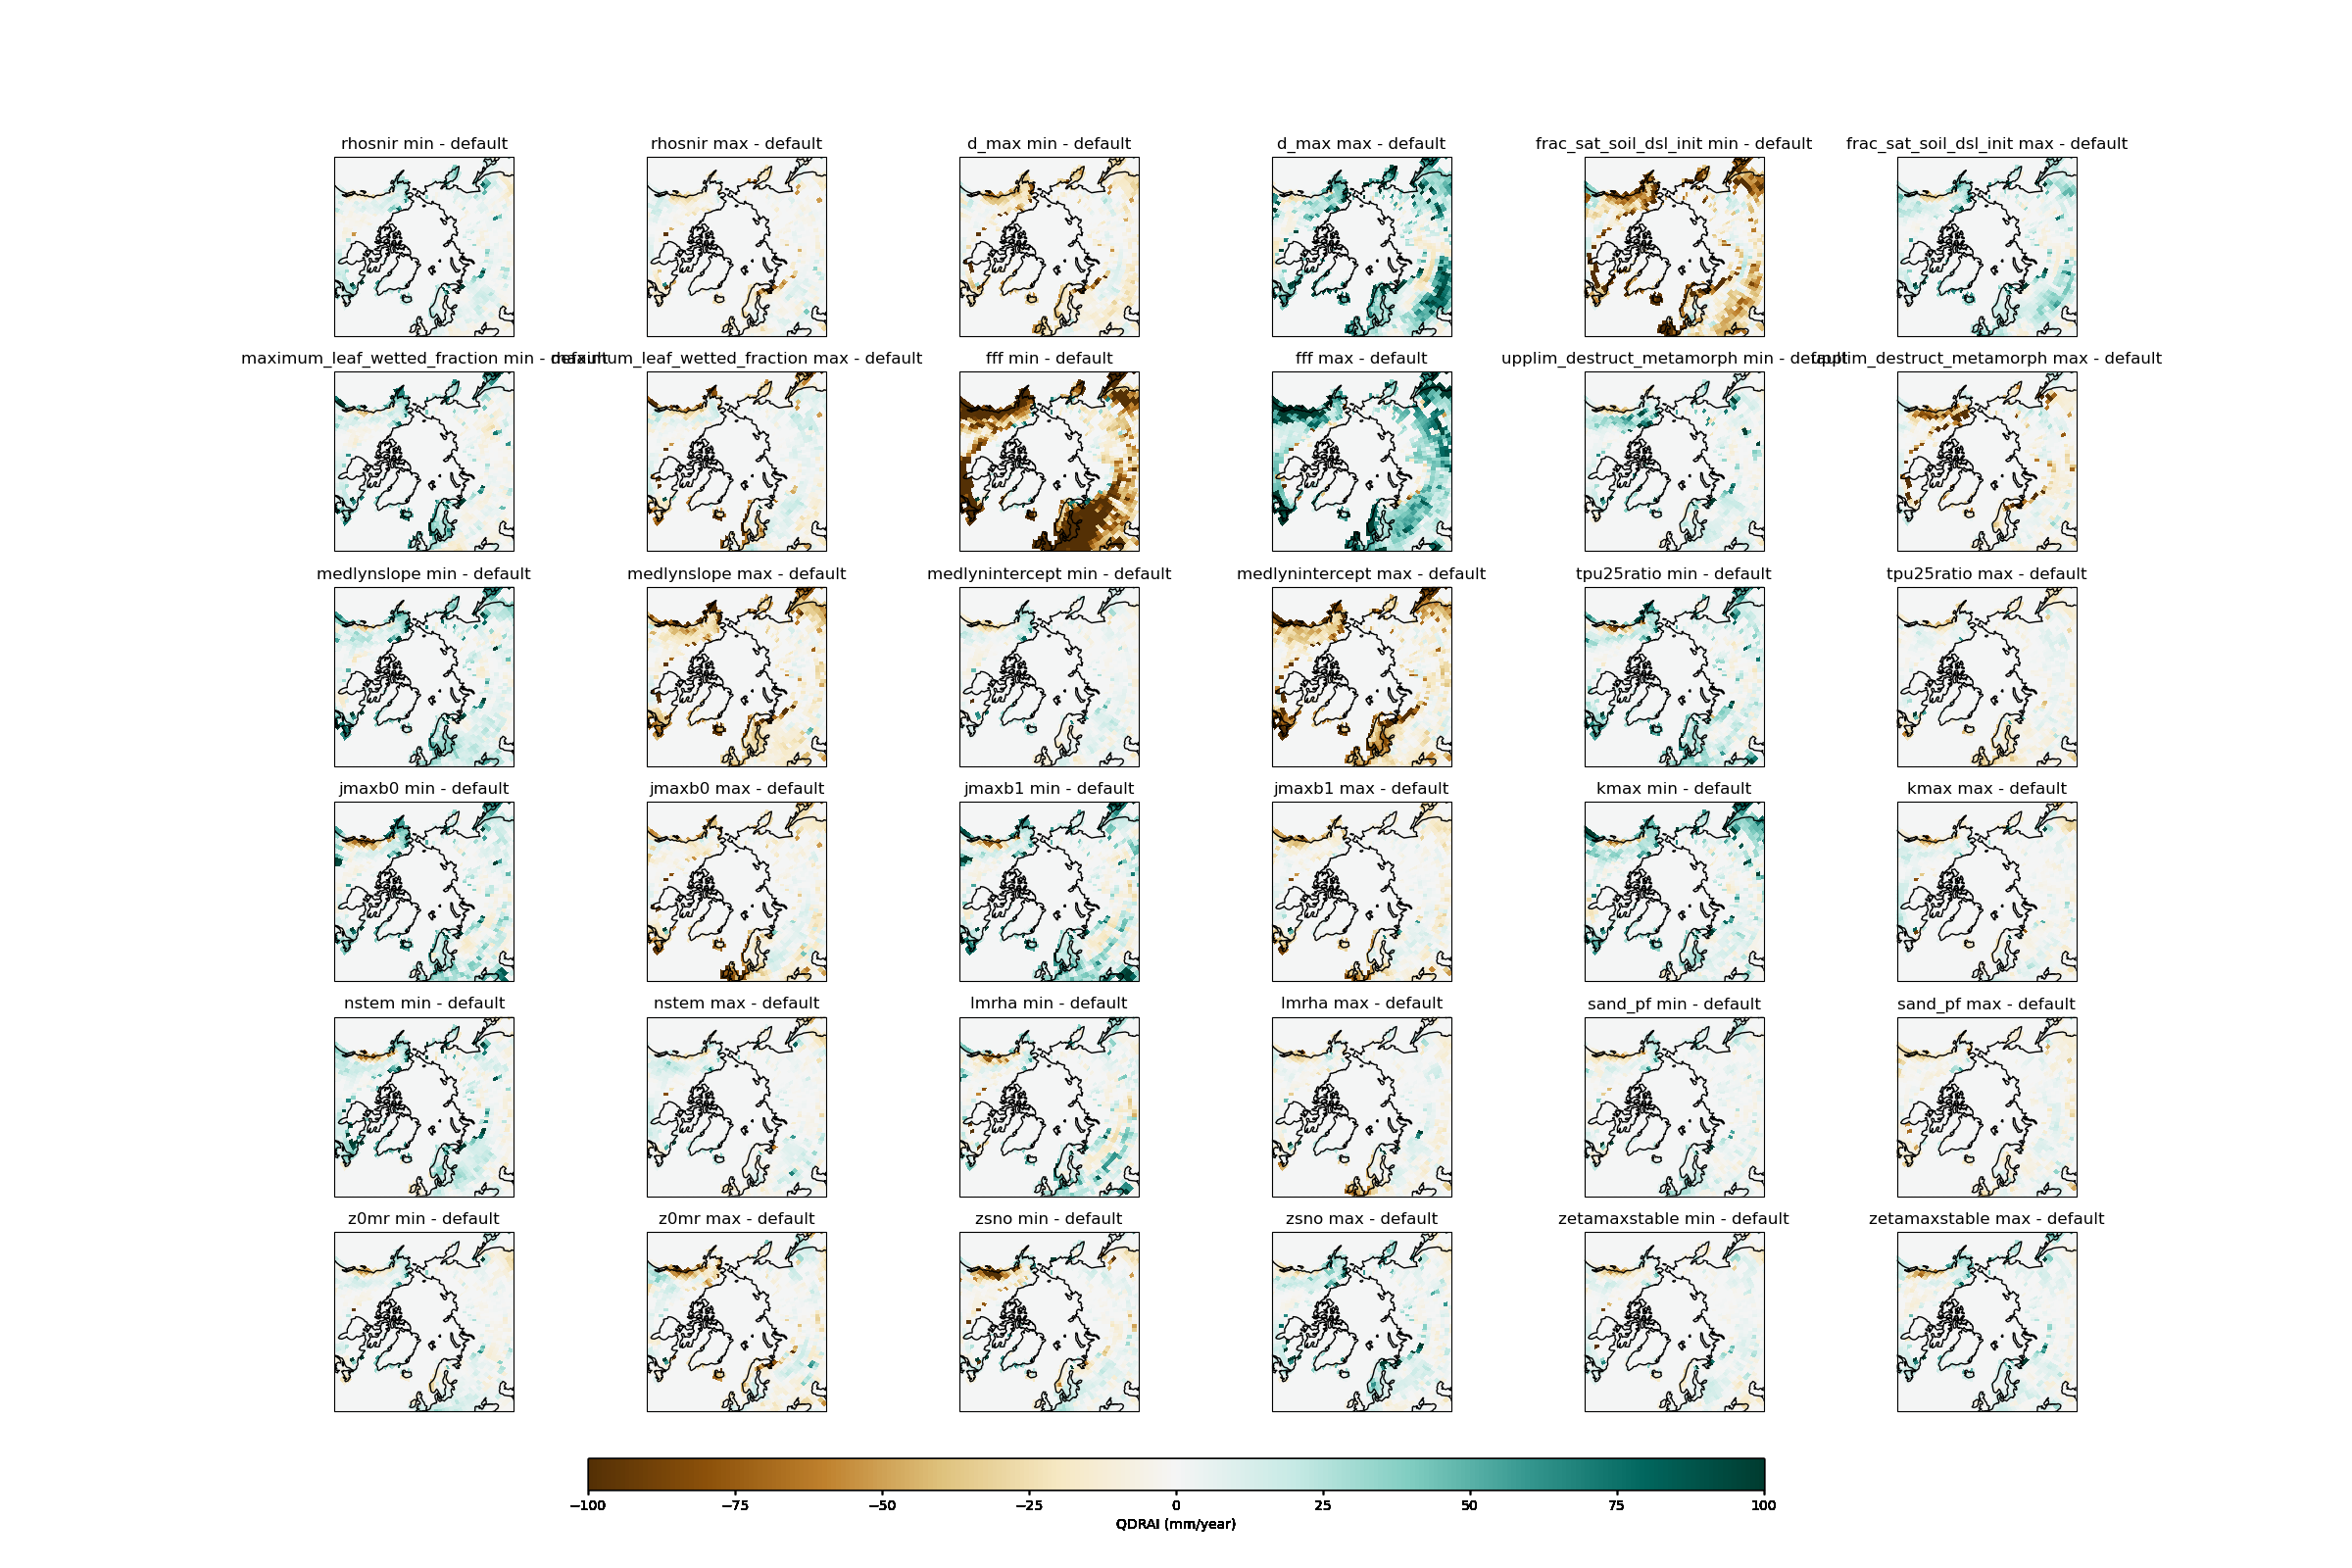 rhosnir min - default
rhosnir max - default
d_max min - default
d_max max - default
frac_sat_soil_dsl_init min - default
frac_sat_soil_dsl_init max - default
maximum_leaf_wetted_fraction min - default
maximum_leaf_wetted_fraction max - default
fff min - default
fff max - default
upplim_destruct_metamorph min - default
upplim_destruct_metamorph max - default
medlynslope min - default
medlynslope max - default
medlynintercept min - default
medlynintercept max - default
tpu25ratio min - default
tpu25ratio max - default
jmaxb0 min - default
jmaxb0 max - default
jmaxb1 min - default
jmaxb1 max - default
kmax min - default
kmax max - default
nstem min - default
nstem max - default
lmrha min - default
lmrha max - default
sand_pf min - default
sand_pf max - default
z0mr min - default
z0mr max - default
zsno min - default
zsno max - default
zetamaxstable min - default
zetamaxstable max - default
−100 −75 −50 −25 0 25 50 75 100
QDRAI (mm/year)